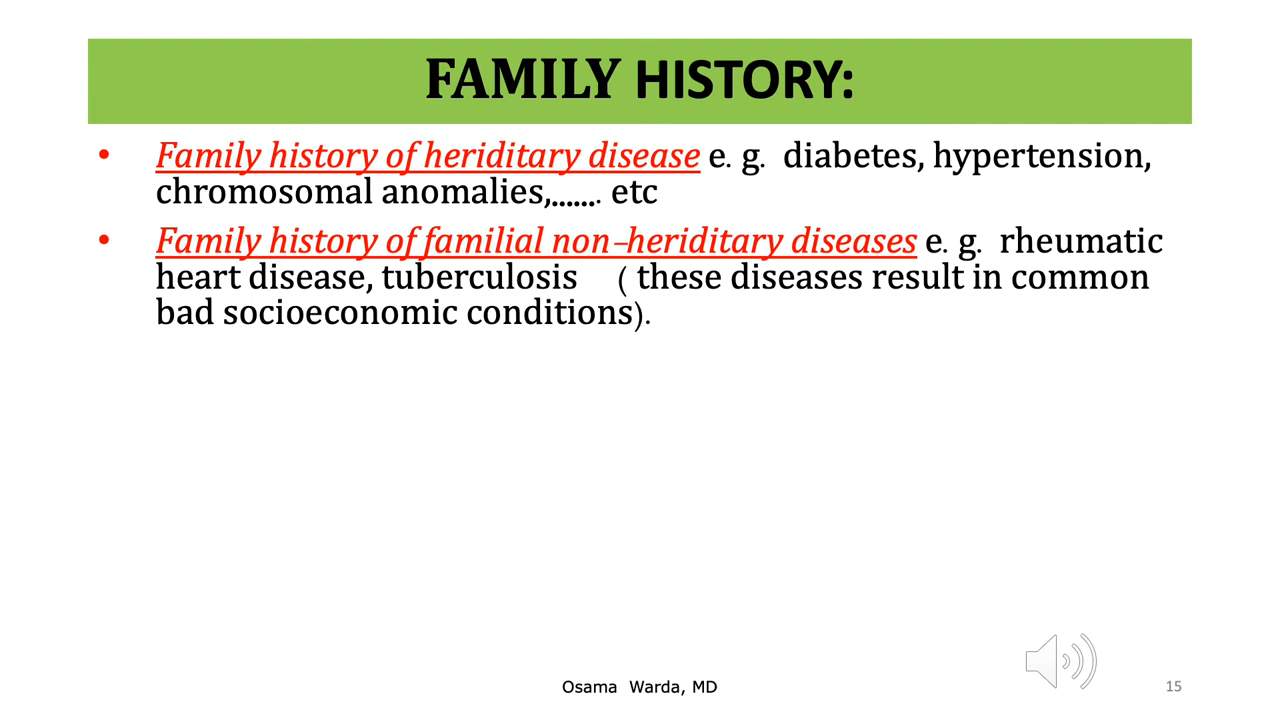 FAMILY HISTORY:
• Family history of heriditary disease e. g. diabetes, hypertension,
chromosomal anomalies,....... etc
• Family history of familial non-heriditary diseases e. g. rheumatic
heart disease, tuberculosis ( these diseases result in common
bad socioeconomic conditions).
Osama Warda, MD
15